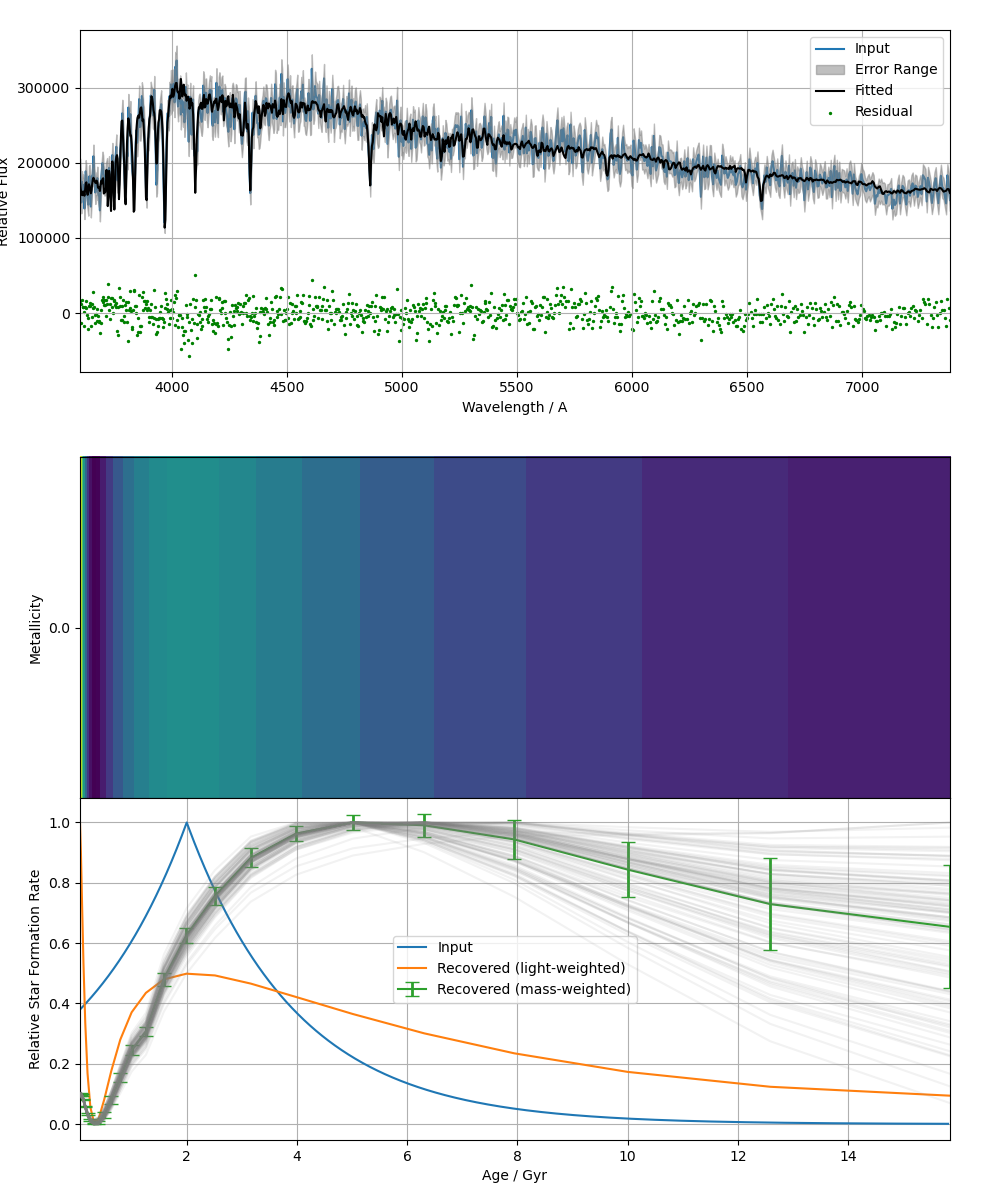 Input
Error Range
Fitted
Residual
300000
200000
100000
0
Relative Flux
4000 4500 5000 5500 6000 6500 7000
Wavelength / A
Metallicity
0.0
1.0
0.8
0.6
0.4
0.2
0.0
Relative Star Formation Rate
Input
Recovered (light-weighted)
Recovered (mass-weighted)
2 4 6 8 10 12 14
Age / Gyr